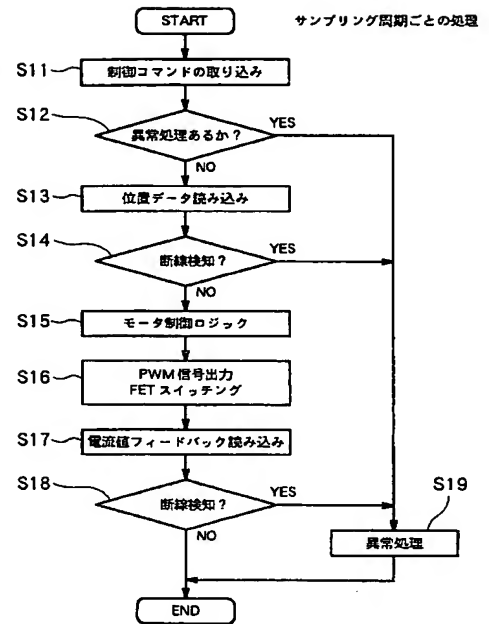 START
サンプリング周期ごとの処理
S11
制御コマンドの取り込み
S12
異常処理あるか？
YES
NO
S13
位置データ読み込み
S14
断線検知？
YES
NO
S15
モータ制御ロジック
S16
PWM信号出力
FETスイッチング
S17
電流値フィードバック読み込み
S18
断線検知？
YES
NO
S19
異常処理
END